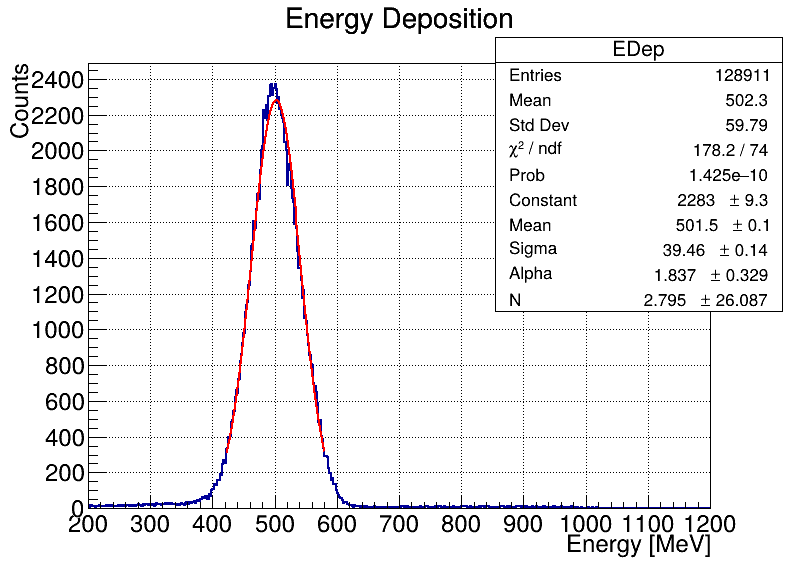 Energy Deposition
EDep
Entries 128911
Mean 502.3
Std Dev 59.79
χ² / ndf 178.2 / 74
Prob 1.425e−10
Constant 2283 ± 9.3
Mean 501.5 ± 0.1
Sigma 39.46 ± 0.14
Alpha 1.837 ± 0.329
N 2.795 ± 26.087
Counts
2400
2200
2000
1800
1600
1400
1200
1000
800
600
400
200
0
200 300 400 500 600 700 800 900 1000 1100 1200
Energy [MeV]